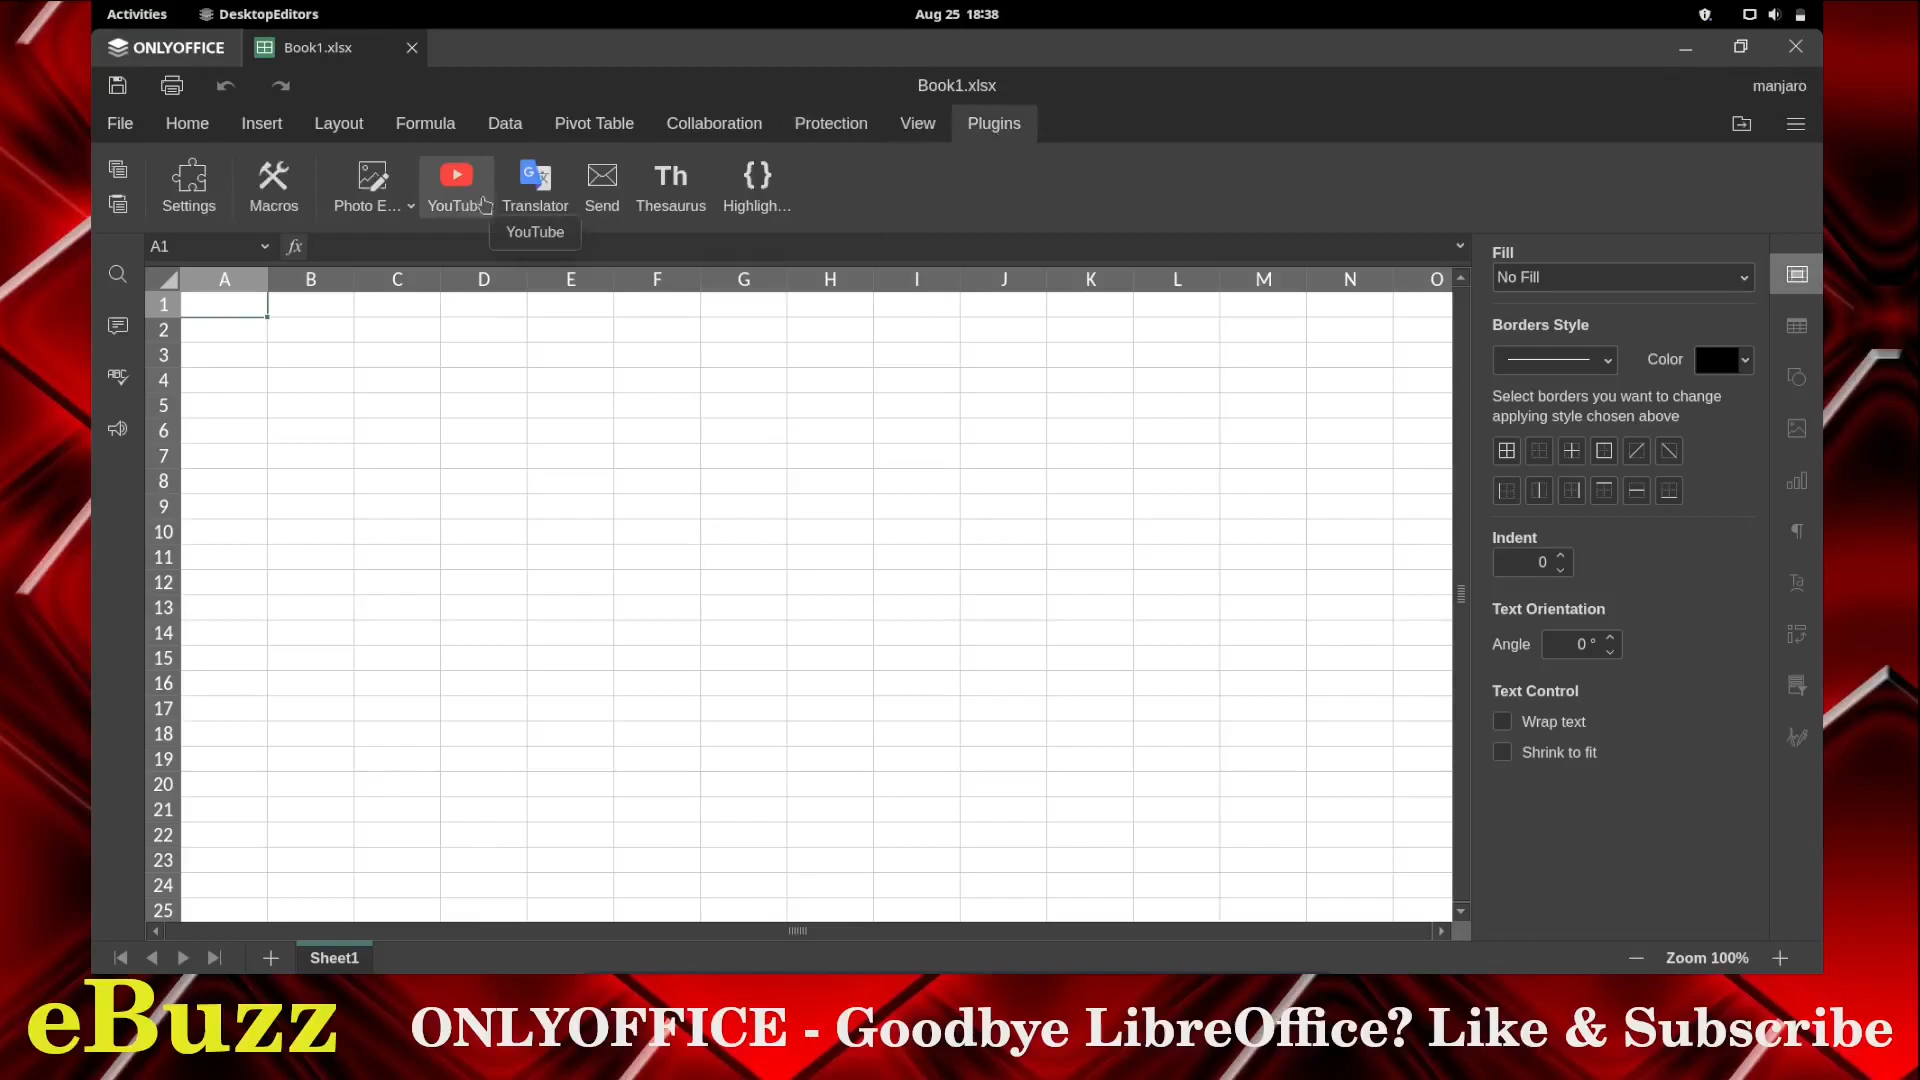 Activities DesktopEditors Aug 25 18:38
ONLYOFFICE Book1.xlsx
Book1.xlsx manjaro
File Home Insert Layout Formula Data Pivot Table Collaboration Protection View Plugins
Settings Macros Photo E... YouTube Translator Send Thesaurus Highligh...
YouTube
A1 fx
A B C D E F G H I J K L M N O
1
2
3
4
5
6
7
8
9
10
11
12
13
14
15
16
17
18
19
20
21
22
23
24
25
Fill
No Fill
Borders Style
Color
Select borders you want to change
applying style chosen above
Indent
0
Text Orientation
Angle 0 °
Text Control
Wrap text
Shrink to fit
Sheet1 Zoom 100%
eBuzz ONLYOFFICE - Goodbye LibreOffice? Like & Subscribe